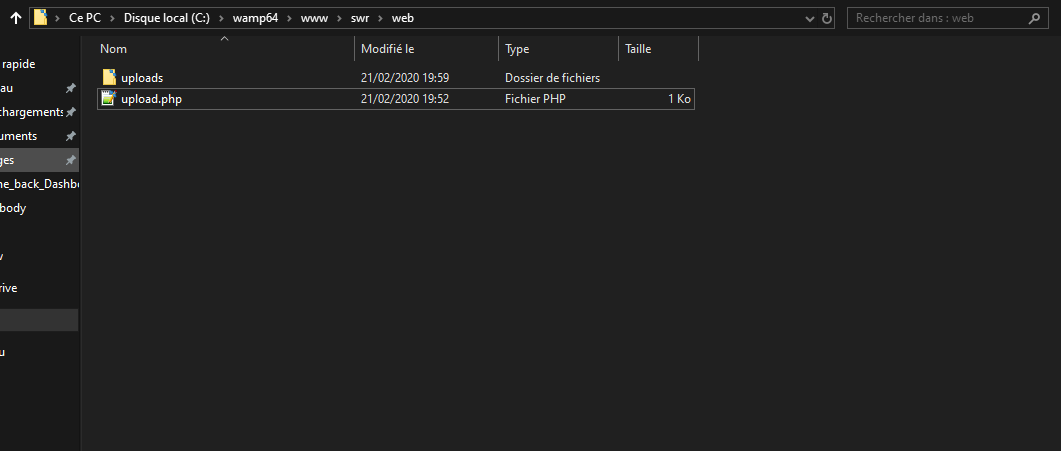 Ce PC > Disque local (C:) > wamp64 > www > swr > web
Rechercher dans : web
Nom Modifié le Type Taille
rapide
au
chargements
uments
ges
ne_back_Dashbo
body
rive
u
uploads 21/02/2020 19:59 Dossier de fichiers
upload.php 21/02/2020 19:52 Fichier PHP 1 Ko